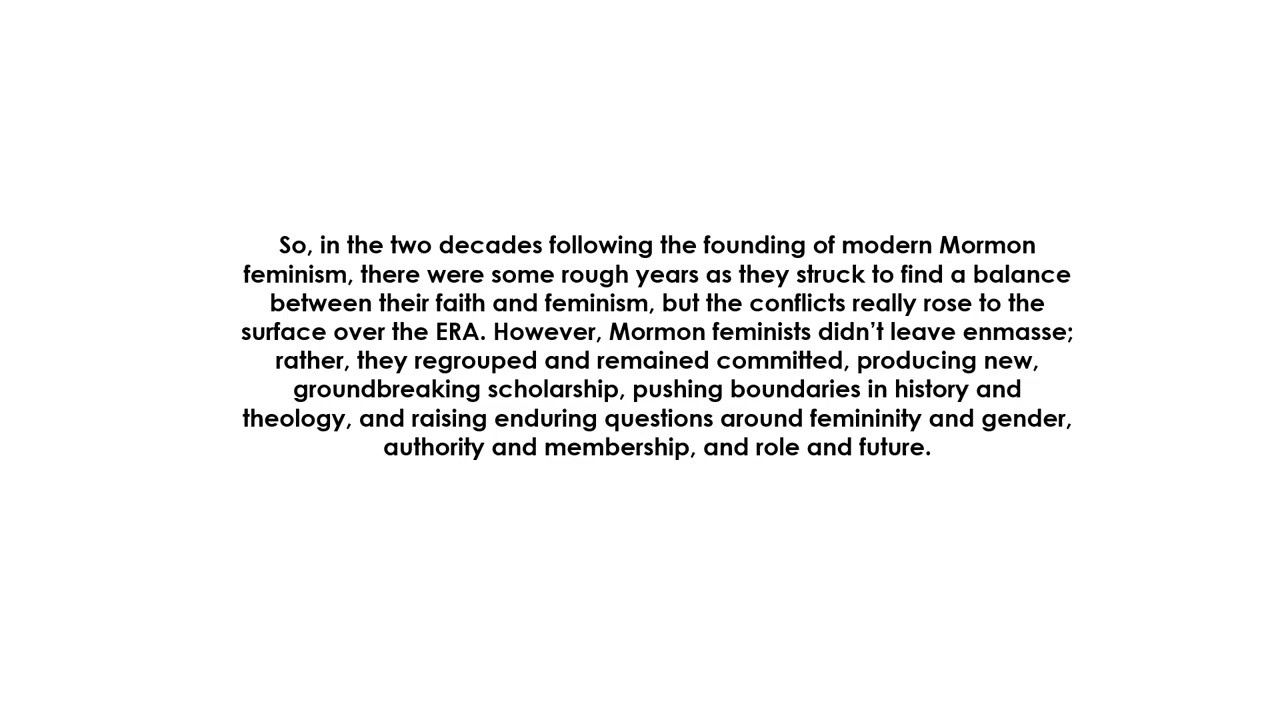 So, in the two decades following the founding of modern Mormon
feminism, there were some rough years as they struck to find a balance
between their faith and feminism, but the conflicts really rose to the
surface over the ERA. However, Mormon feminists didn’t leave enmasse;
rather, they regrouped and remained committed, producing new,
groundbreaking scholarship, pushing boundaries in history and
theology, and raising enduring questions around femininity and gender,
authority and membership, and role and future.